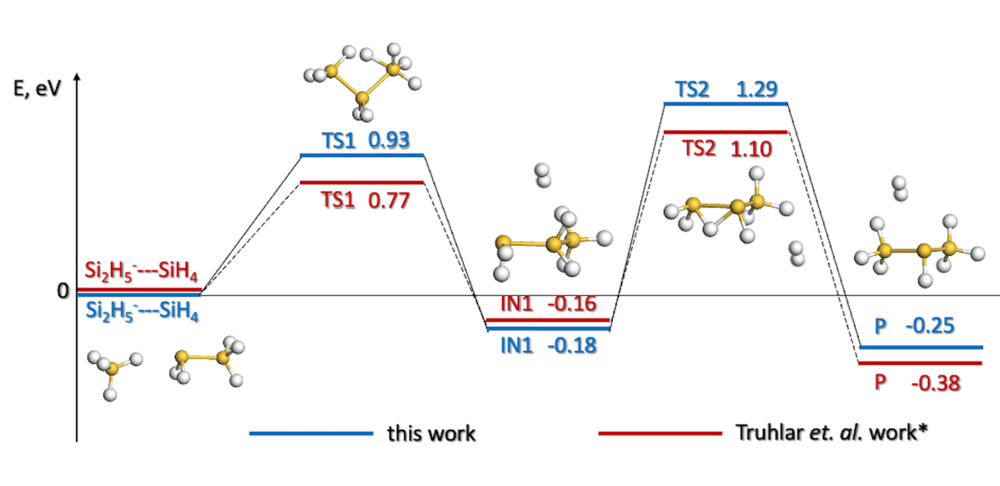 E, eV
TS1 0.93
TS1 0.77
TS2 1.29
TS2 1.10
0
Si₂H₅⁻---SiH₄
Si₂H₅⁻---SiH₄
IN1 -0.16
IN1 -0.18
P -0.25
P -0.38
this work
Truhlar et. al. work*